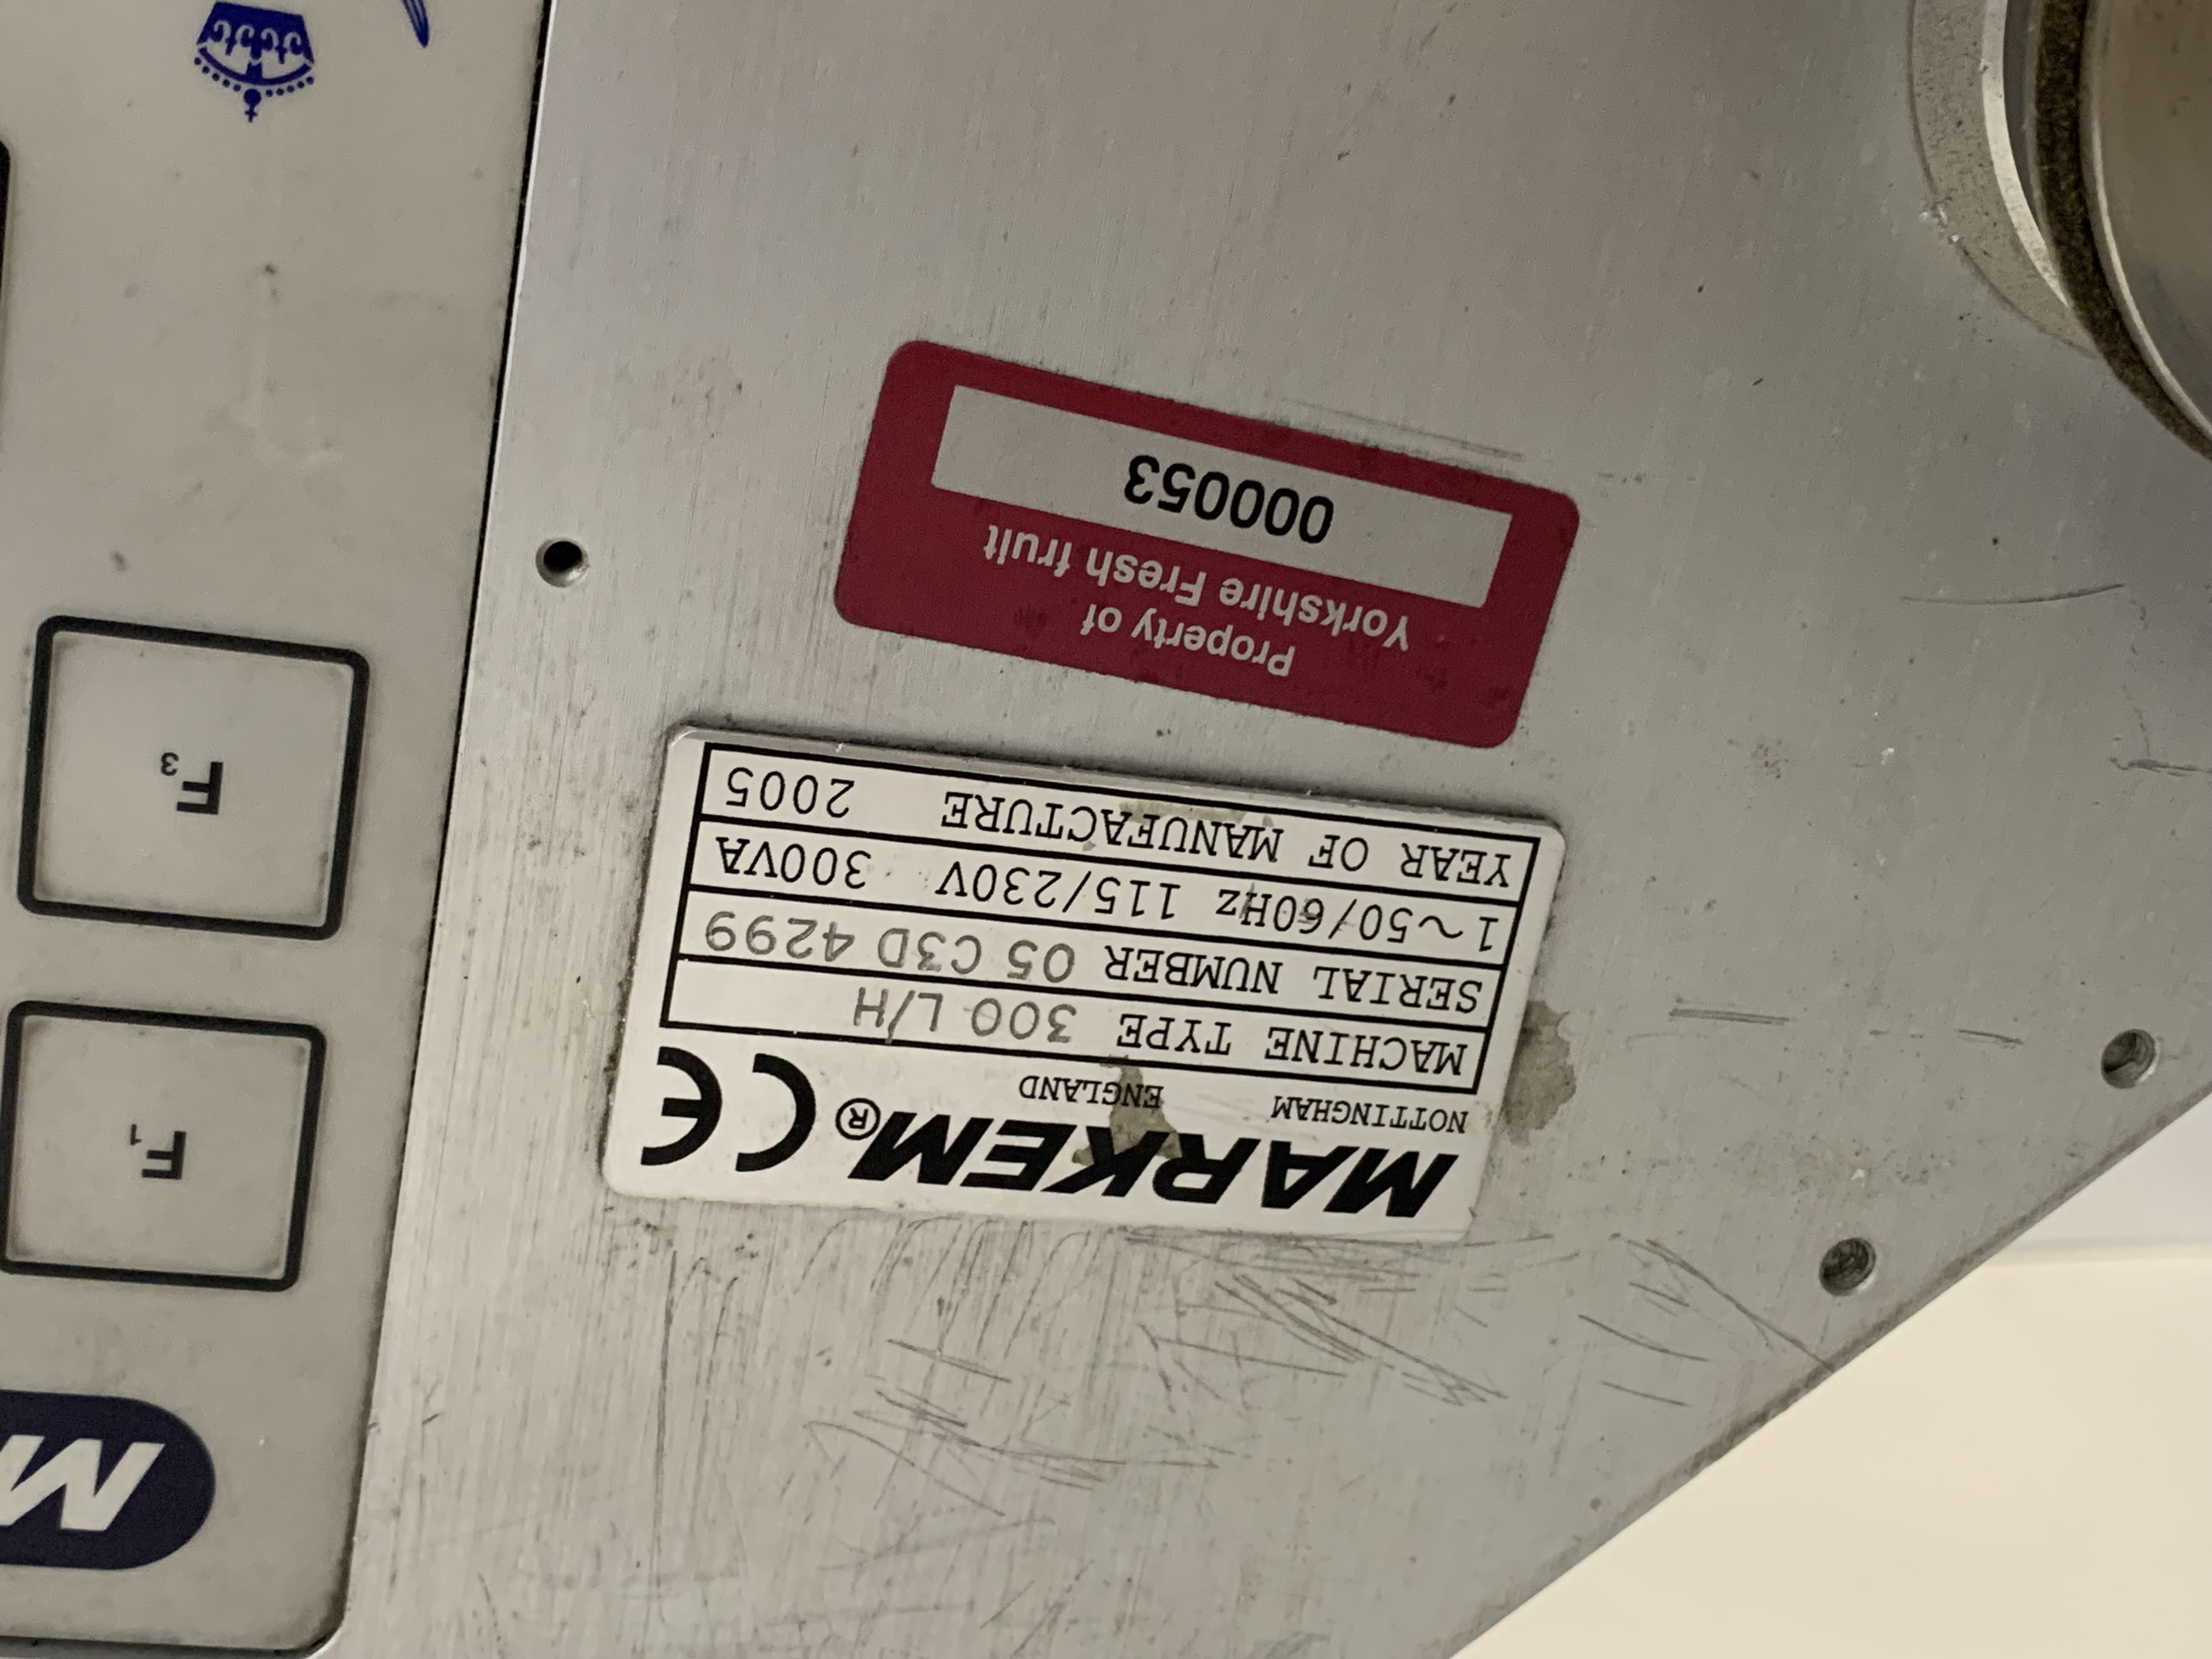 MARKEM® CE
NOTTINGHAM ENGLAND
MACHINE TYPE 300 L/H
SERIAL NUMBER 05 C3D 4299
1~50/60Hz 115/230V 300VA
YEAR OF MANUFACTURE 2005
Property of
Yorkshire Fresh fruit
000053
M
F1
F3